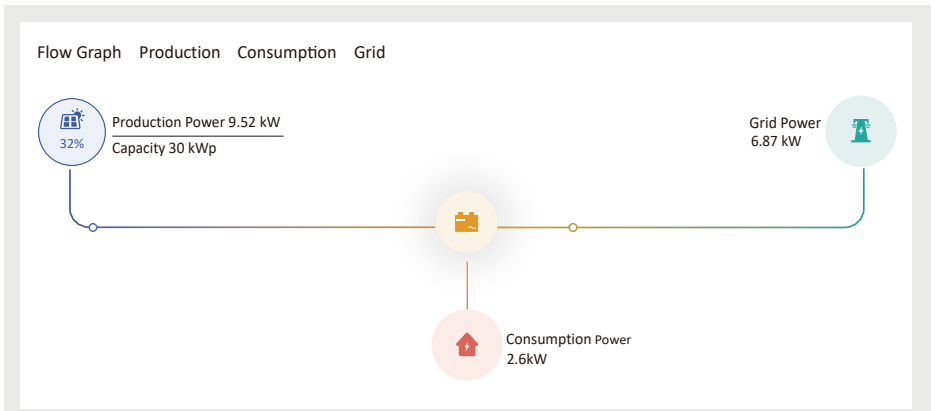 Flow Graph Production Consumption Grid
32%
Production Power 9.52 kW
Capacity 30 kWp
Grid Power
6.87 kW
Consumption Power
2.6kW